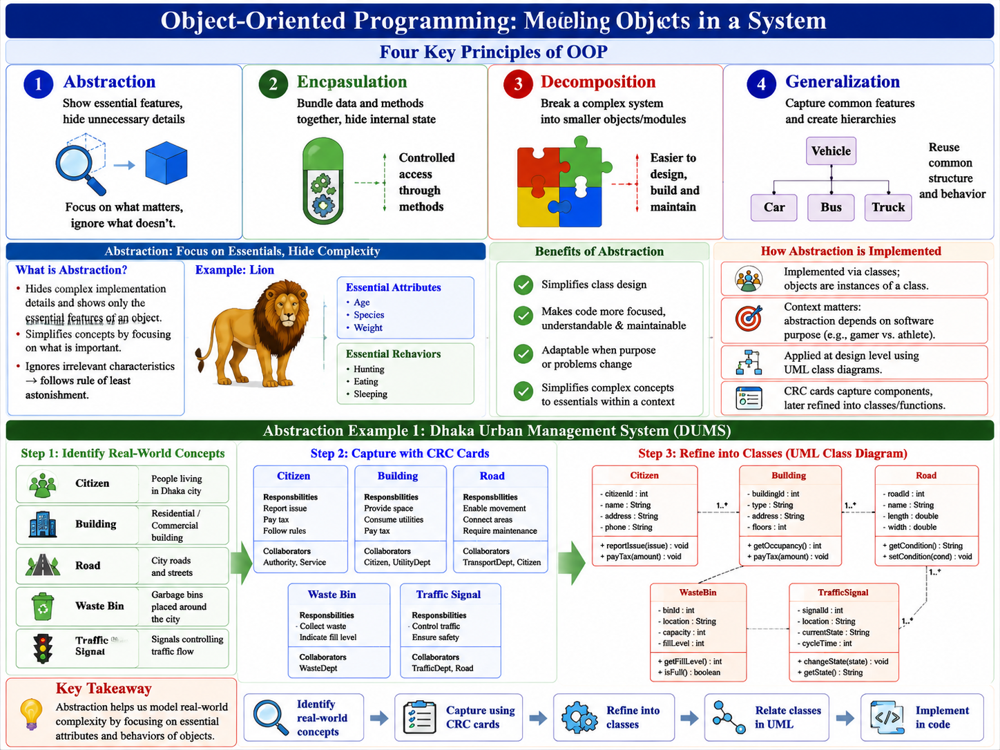 Object-Oriented Programming: Modeling Objects in a System
Four Key Principles of OOP
1 Abstraction
Show essential features,
hide unnecessary details
Focus on what matters,
ignore what doesn't.
2 Encpasulation
Bundle data and methods
together, hide internal state
Controlled
access
through
methods
3 Decomposition
Break a complex system
into smaller objects/modules
Easier to
design,
build and
maintain
4 Generalization
Capture common features
and create hierarchies
Vehicle
Car
Bus
Truck
Reuse
common
structure
and behavior
Abstraction: Focus on Essentials, Hide Complexity
What is Abstraction?
• Hides complex implementation
details and shows only the
essential features of an object.
• Simplifies concepts by focusing
on what is important.
• Ignores irrelevant characteristics
→ follows rule of least
astonishment.
Example: Lion
Essential Attributes
• Age
• Species
• Weight
Essential Rehaviors
• Hunting
• Eating
• Sleeping
Benefits of Abstraction
Simplifies class design
Makes code more focused,
understandable & maintainable
Adaptable when purpose
or problems change
Simplifies complex concepts
to essentials within a context
How Abstraction is Implemented
Implemented via classes;
objects are instances of a class.
Context matters:
abstraction depends on software
purpose (e.g., gamer vs. athlete).
Applied at design level using
UML class diagrams.
CRC cards capture components,
later refined into classes/functions.
Abstraction Example 1: Dhaka Urban Management System (DUMS)
Step 1: Identify Real-World Concepts
Citizen
People living
in Dhaka city
Building
Residential /
Commercial
building
Road
City roads
and streets
Waste Bin
Garbage bins
placed around
the city
Traffic
Signal
Signals controlling
traffic flow
Step 2: Capture with CRC Cards
Citizen
Responsbilities
Report issue
Pay tax
Follow rules
Collaborators
Authority, Service
Building
Responsbilities
Provide space
Consume utilities
Pay tax
Collaborators
Citizen, UtilityDept
Road
Responsbilities
Enable movement
Connect areas
Require maintenance
Collaborators
TransportDept, Citizen
Waste Bin
Responsbilities
- Collect waste
Indicate fill level
Collaborators
WasteDept
Traffic Signal
Responsbilities
- Control traffic
Ensure safety
Collaborators
TrafficDept, Road
Step 3: Refine into Classes (UML Class Diagram)
Citizen
- citizenId : int
- name : String
- address : String
- phone : String
+ reportIssue(issue) : void
+ payTax(amount) : void
1..*
Building
- buildingId : int
- type : String
- address : String
- floors : int
+ getOccupancy() : int
+ payTax(amount) : void
1..*
Road
- roadId : int
- name : String
- length : double
- width : double
+ getCondition() : String
+ setCondition(cond) : void
1..*
WasteBin
- binId : int
- location : String
- capacity : int
- fillLevel : int
+ getFillLevel() : int
+ isFull() : boolean
TrafficSignal
- signalId : int
- location : String
- currentState : String
- cycleTime : int
+ changeState(state) : void
+ getState() : String
1..*
Key Takeaway
Abstraction helps us model real-world
complexity by focusing on essential
attributes and behaviors of objects.
Identify
real-world
concepts
Capture using
CRC cards
Refine into
classes
Relate classes
in UML
</> Implement
in code